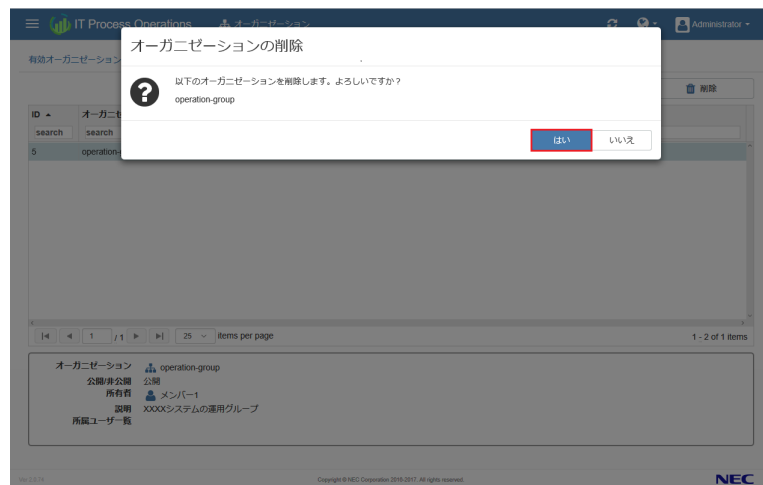 IT Process Operations オーガニゼーション Administrator
オーガニゼーションの削除
有効オーガニゼーション
以下のオーガニゼーションを削除します。よろしいですか？
operation-group
削除
はい いいえ
ID オーガニゼ
search search
5 operation-
1 / 1 25 items per page 1 - 2 of 1 items
オーガニゼーション operation-group
公開/非公開 公開
所有者 メンバー1
説明 XXXXシステムの運用グループ
所属ユーザー覧
Copyright © NEC Corporation 2010-2017. All rights reserved.
NEC